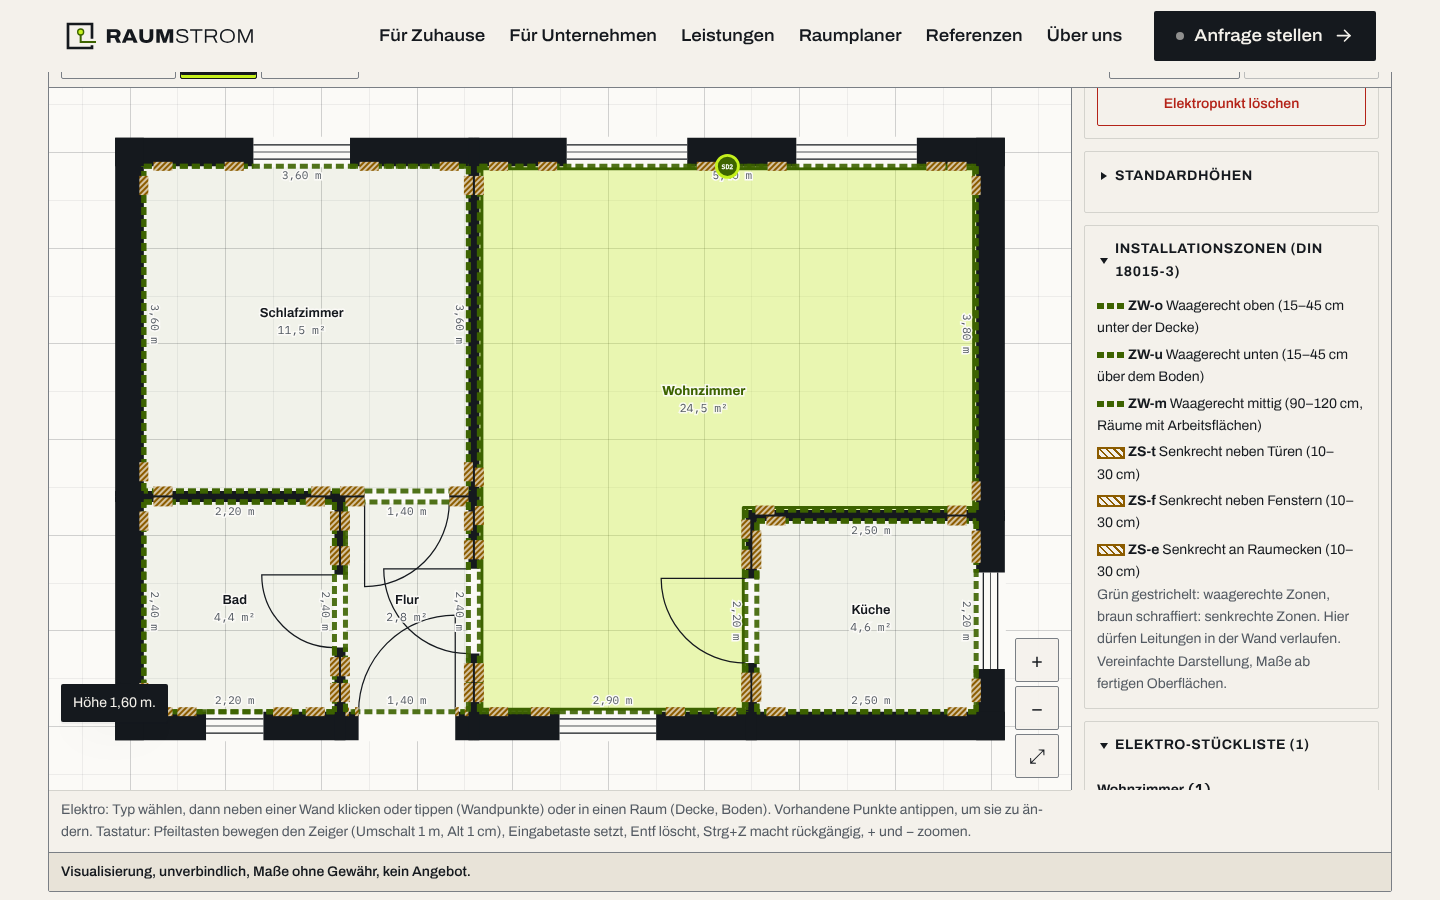 RAUMSTROM
Für Zuhause
Für Unternehmen
Leistungen
Raumplaner
Referenzen
Über uns
Anfrage stellen
Elektropunkt löschen
STANDARDHÖHEN
INSTALLATIONSZONEN (DIN
18015-3)
ZW-o Waagerecht oben (15–45 cm
unter der Decke)
ZW-u Waagerecht unten (15–45 cm
über dem Boden)
ZW-m Waagerecht mittig (90–120 cm,
Räume mit Arbeitsflächen)
ZS-t Senkrecht neben Türen (10–
30 cm)
ZS-f Senkrecht neben Fenstern (10–
30 cm)
ZS-e Senkrecht an Raumecken (10–
30 cm)
Grün gestrichelt: waagerechte Zonen,
braun schraffiert: senkrechte Zonen. Hier
dürfen Leitungen in der Wand verlaufen.
Vereinfachte Darstellung, Maße ab
fertigen Oberflächen.
ELEKTRO-STÜCKLISTE (1)
Wohnzimmer (1)
3,60 m
SD2
3,60 m
3,60 m
3,80 m
Schlafzimmer
11,5 m²
Wohnzimmer
24,5 m²
2,20 m
1,40 m
2,50 m
2,40 m
Bad
4,4 m²
2,40 m
Flur
2,8 m²
2,40 m
2,20 m
Küche
4,6 m²
2,20 m
2,20 m
1,40 m
2,90 m
2,50 m
Höhe 1,60 m.
+
−
Elektro: Typ wählen, dann neben einer Wand klicken oder tippen (Wandpunkte) oder in einen Raum (Decke, Boden). Vorhandene Punkte antippen, um sie zu än-
dern. Tastatur: Pfeiltasten bewegen den Zeiger (Umschalt 1 m, Alt 1 cm), Eingabetaste setzt, Entf löscht, Strg+Z macht rückgängig, + und − zoomen.
Visualisierung, unverbindlich, Maße ohne Gewähr, kein Angebot.